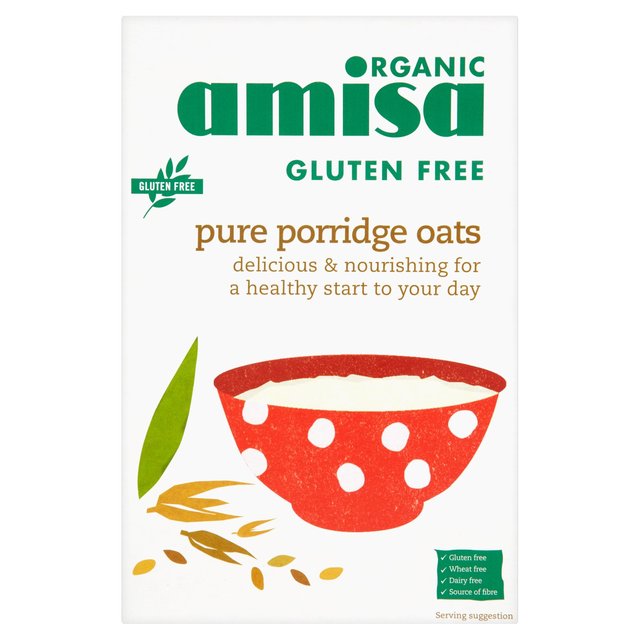 ORGANIC
amisa
GLUTEN FREE
GLUTEN FREE
pure porridge oats
delicious & nourishing for
a healthy start to your day
✓ Gluten free
✓ Wheat free
✓ Dairy free
✓ Source of fibre
Serving suggestion